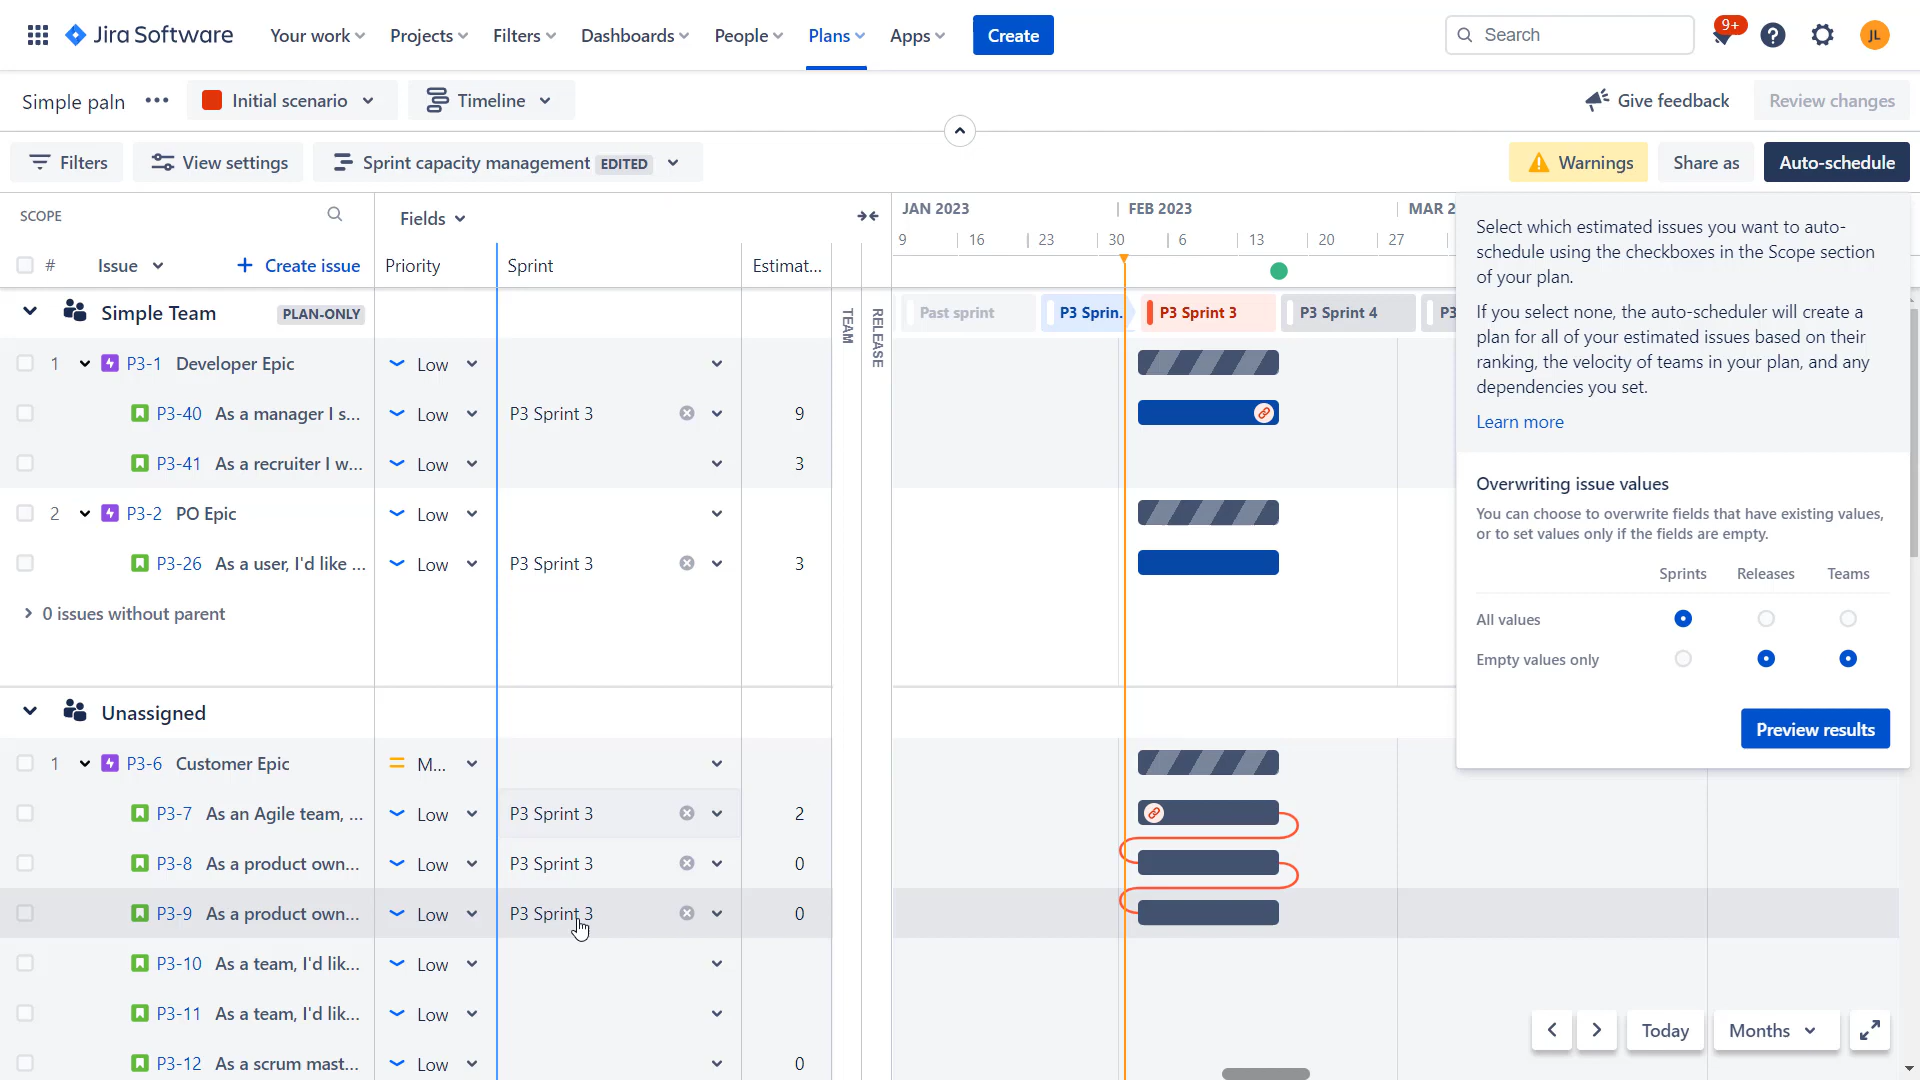 Jira Software
Your work
Projects
Filters
Dashboards
People
Plans
Apps
Create
Search
9+
JL
Simple paln
Initial scenario
Timeline
Give feedback
Review changes
Filters
View settings
Sprint capacity management EDITED
Warnings
Share as
Auto-schedule
SCOPE
Fields
JAN 2023
FEB 2023
MAR 2
9 16 23 30 6 13 20 27
# Issue + Create issue
Priority
Sprint
Estimat...
TEAM
RELEASE
Simple Team PLAN-ONLY
Past sprint
P3 Sprin.
P3 Sprint 3
P3 Sprint 4
P3
1 P3-1 Developer Epic Low
P3-40 As a manager I s... Low P3 Sprint 3 9
P3-41 As a recruiter I w... Low 3
2 P3-2 PO Epic Low
P3-26 As a user, I'd like ... Low P3 Sprint 3 3
0 issues without parent
Unassigned
1 P3-6 Customer Epic M...
P3-7 As an Agile team, ... Low P3 Sprint 3 2
P3-8 As a product own... Low P3 Sprint 3 0
P3-9 As a product own... Low P3 Sprint 3 0
P3-10 As a team, I'd lik... Low
P3-11 As a team, I'd lik... Low
P3-12 As a scrum mast... Low 0
Select which estimated issues you want to auto-
schedule using the checkboxes in the Scope section
of your plan.
If you select none, the auto-scheduler will create a
plan for all of your estimated issues based on their
ranking, the velocity of teams in your plan, and any
dependencies you set.
Learn more
Overwriting issue values
You can choose to overwrite fields that have existing values,
or to set values only if the fields are empty.
Sprints Releases Teams
All values
Empty values only
Preview results
Today
Months